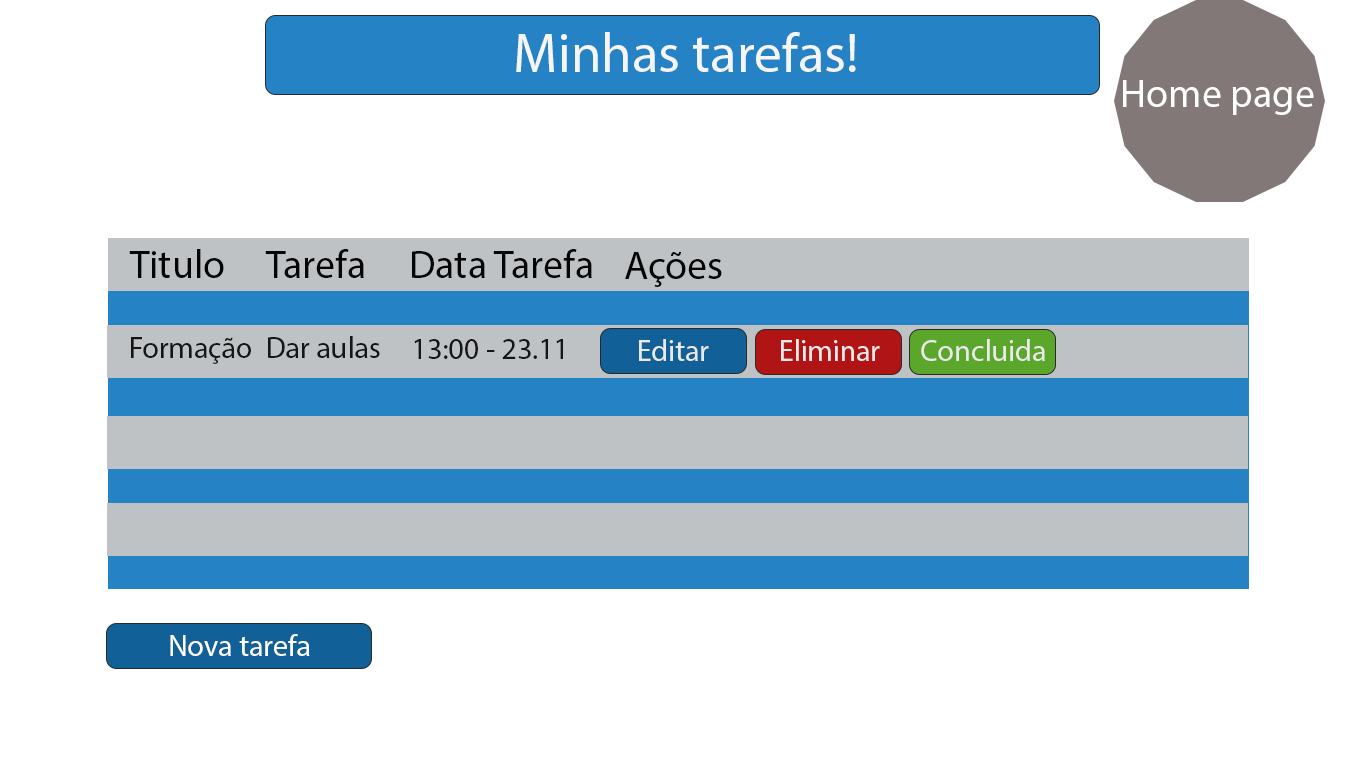 Minhas tarefas!
Home page
Titulo Tarefa Data Tarefa Ações
Formação Dar aulas 13:00 - 23.11 Editar Eliminar Concluida
Nova tarefa